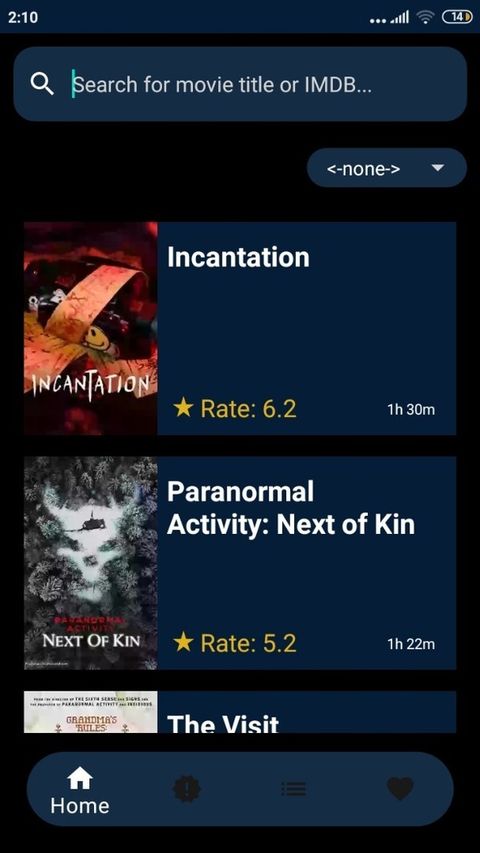 2:10
14
Search for movie title or IMDB...
<-none->
Incantation
INCANTATION
★ Rate: 6.2
1h 30m
Paranormal
Activity: Next of Kin
PARANORMAL
ACTIVITY
NEXT OF KIN
★ Rate: 5.2
1h 22m
FROM THE DIRECTOR OF THE SIXTH SENSE AND SIGNS AND
THE PRODUCER OF PARANORMAL ACTIVITY AND INSIDIOUS
GRANDMA'S
RULES:
The Visit
Home